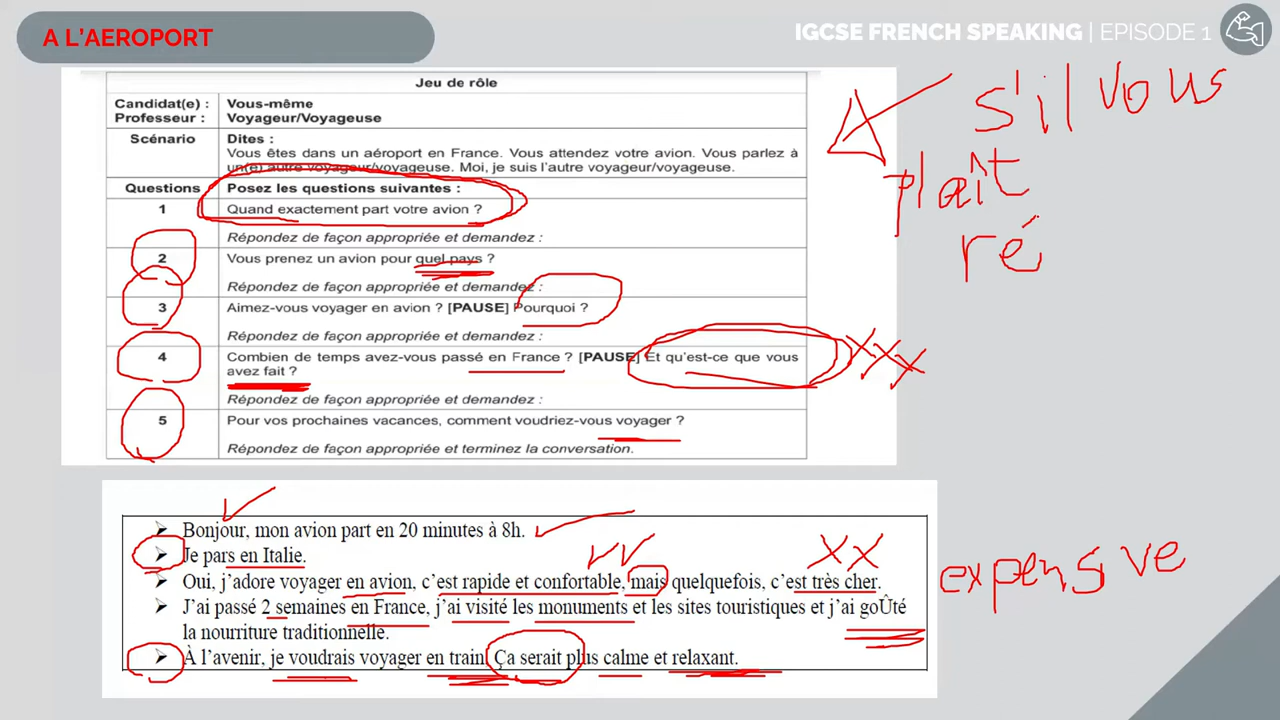 A L'AEROPORT
IGCSE FRENCH SPEAKING | EPISODE 1
Jeu de rôle
Candidat(e) : Vous-même
Professeur : Voyageur/Voyageuse
Scénario Dites :
Vous êtes dans un aéroport en France. Vous attendez votre avion. Vous parlez à
un(e) autre voyageur/voyageuse. Moi, je suis l'autre voyageur/voyageuse.
Questions Posez les questions suivantes :
1 Quand exactement part votre avion ?
Répondez de façon appropriée et demandez :
2 Vous prenez un avion pour quel pays ?
Répondez de façon appropriée et demandez :
3 Aimez-vous voyager en avion ? [PAUSE] Pourquoi ?
Répondez de façon appropriée et demandez :
4 Combien de temps avez-vous passé en France ? [PAUSE] Et qu'est-ce que vous
avez fait ?
Répondez de façon appropriée et demandez :
5 Pour vos prochaines vacances, comment voudriez-vous voyager ?
Répondez de façon appropriée et terminez la conversation.
s'il vous
plaît
ré
➢ Bonjour, mon avion part en 20 minutes à 8h.
➢ Je pars en Italie.
➢ Oui, j'adore voyager en avion, c'est rapide et confortable, mais quelquefois, c'est très cher.
➢ J'ai passé 2 semaines en France, j'ai visité les monuments et les sites touristiques et j'ai goÛté
la nourriture traditionnelle.
➢ À l'avenir, je voudrais voyager en train. Ça serait plus calme et relaxant.
expensive